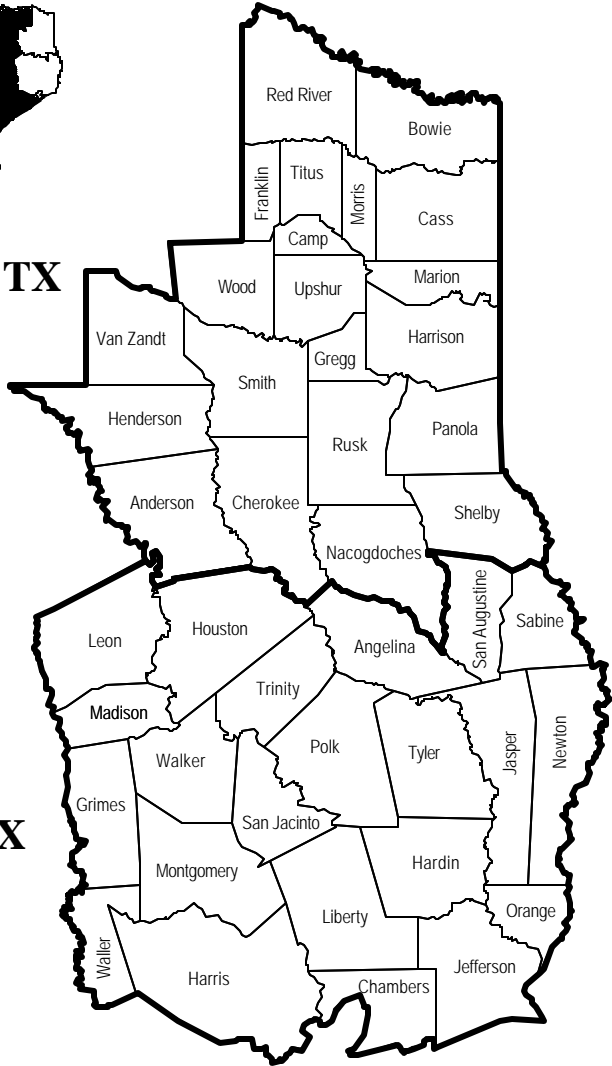 Red River
Bowie
Franklin
Titus
Morris
Cass
Camp
TX
Wood
Upshur
Marion
Van Zandt
Gregg
Harrison
Smith
Henderson
Rusk
Panola
Anderson
Cherokee
Shelby
Nacogdoches
San Augustine
Sabine
Leon
Houston
Angelina
Trinity
Madison
Polk
Tyler
Jasper
Newton
Walker
Grimes
X
San Jacinto
Montgomery
Hardin
Liberty
Orange
Waller
Harris
Jefferson
Chambers